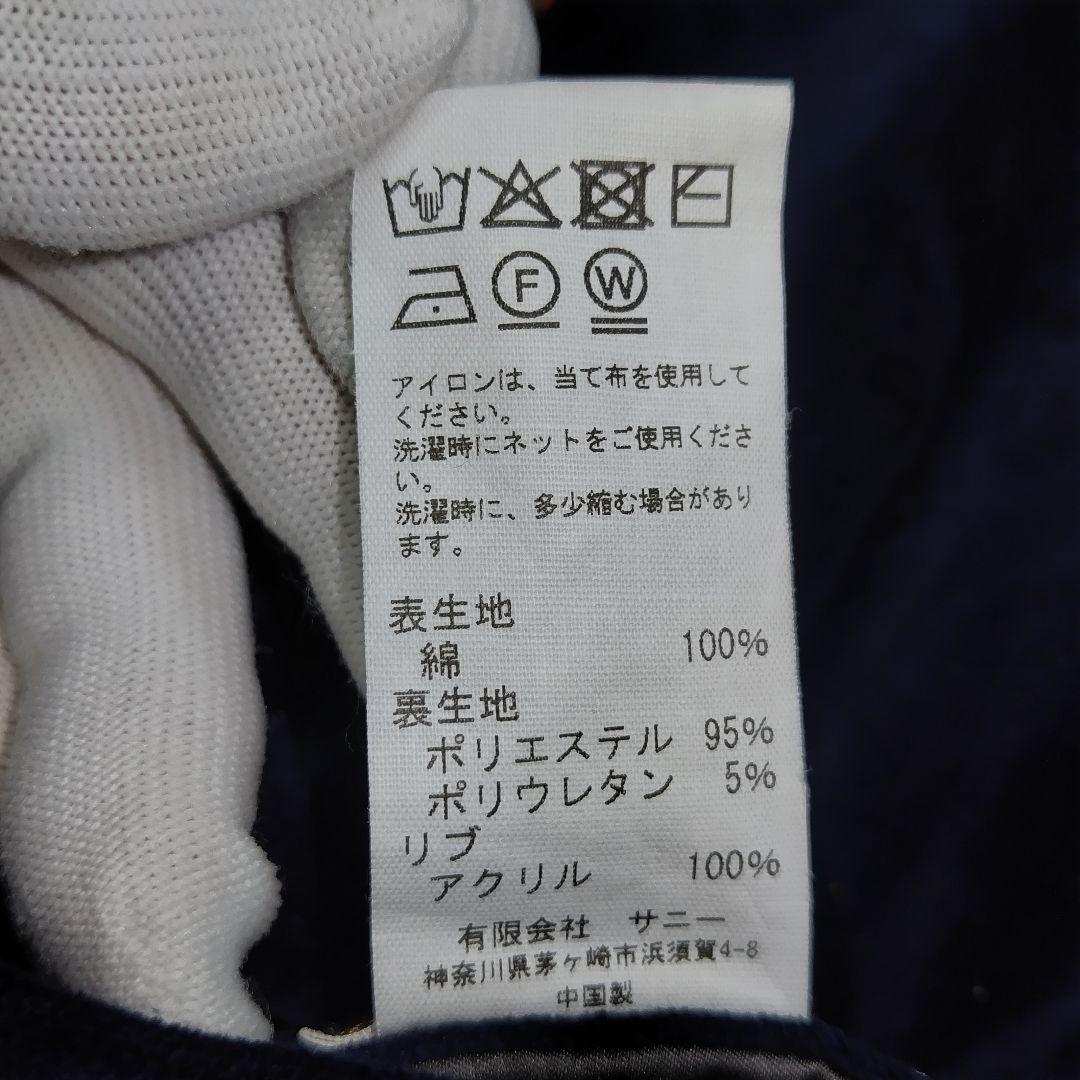 F W
アイロンは、当て布を使用して
ください。
洗濯時にネットをご使用くださ
い。
洗濯時に、多少縮む場合があり
ます。
表生地
綿 100%
裏生地
ポリエステル 95%
ポリウレタン 5%
リブ
アクリル 100%
有限会社 サニー
神奈川県茅ヶ崎市浜須賀4-8
中国製